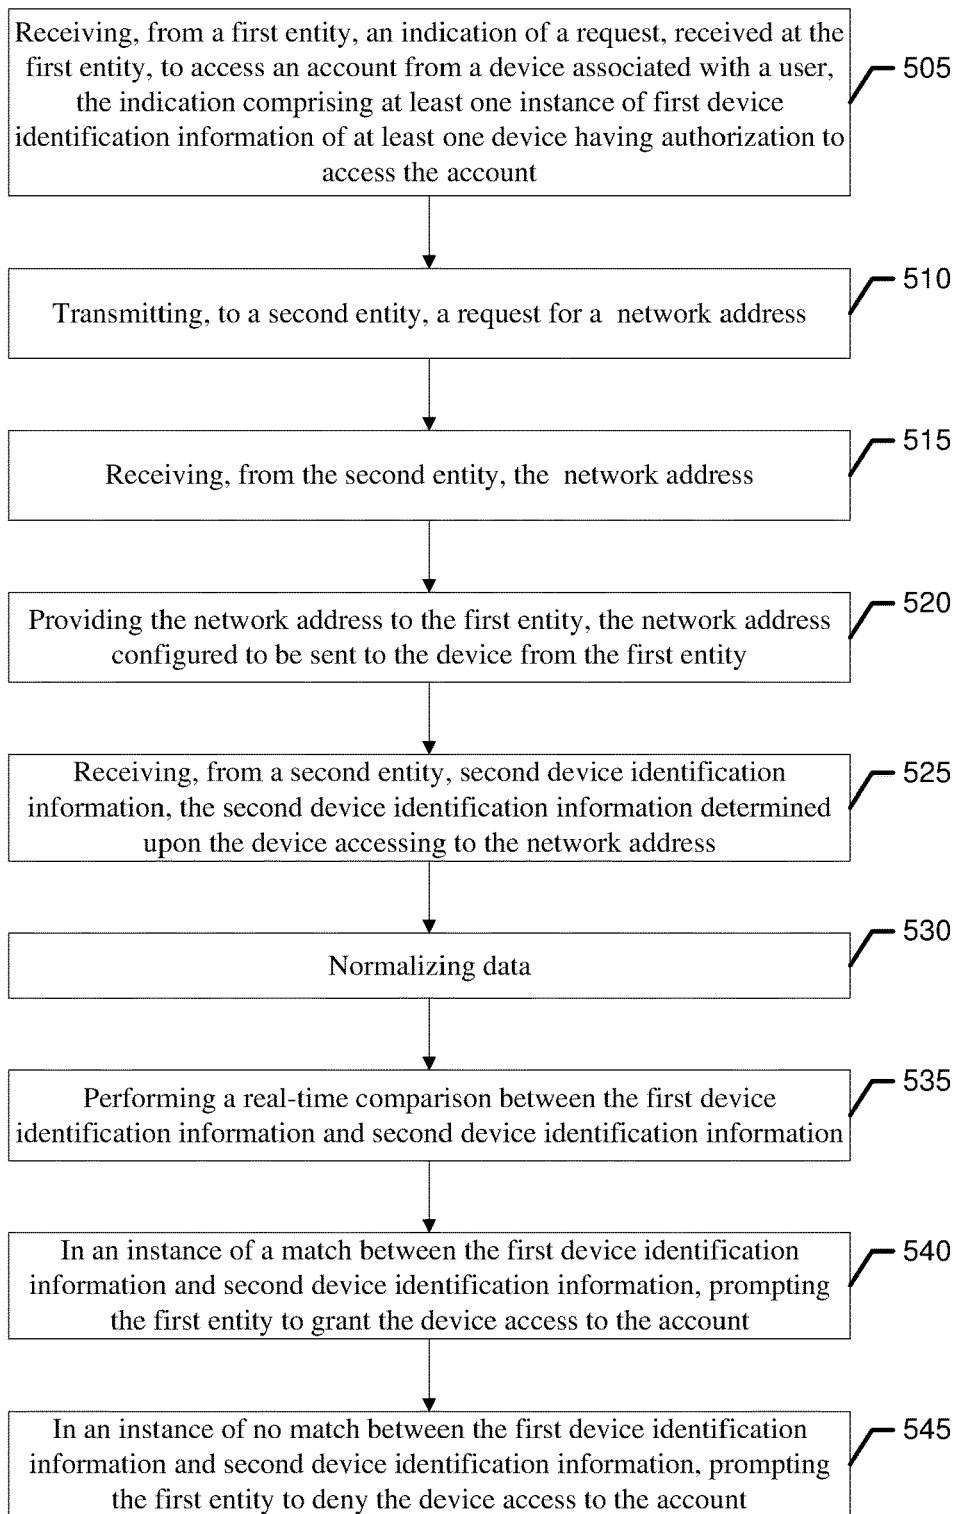 Receiving, from a first entity, an indication of a request, received at the
first entity, to access an account from a device associated with a user,
the indication comprising at least one instance of first device
identification information of at least one device having authorization to
access the account
505
Transmitting, to a second entity, a request for a network address
510
Receiving, from the second entity, the network address
515
Providing the network address to the first entity, the network address
configured to be sent to the device from the first entity
520
Receiving, from a second entity, second device identification
information, the second device identification information determined
upon the device accessing to the network address
525
Normalizing data
530
Performing a real-time comparison between the first device
identification information and second device identification information
535
In an instance of a match between the first device identification
information and second device identification information, prompting
the first entity to grant the device access to the account
540
In an instance of no match between the first device identification
information and second device identification information, prompting
the first entity to deny the device access to the account
545